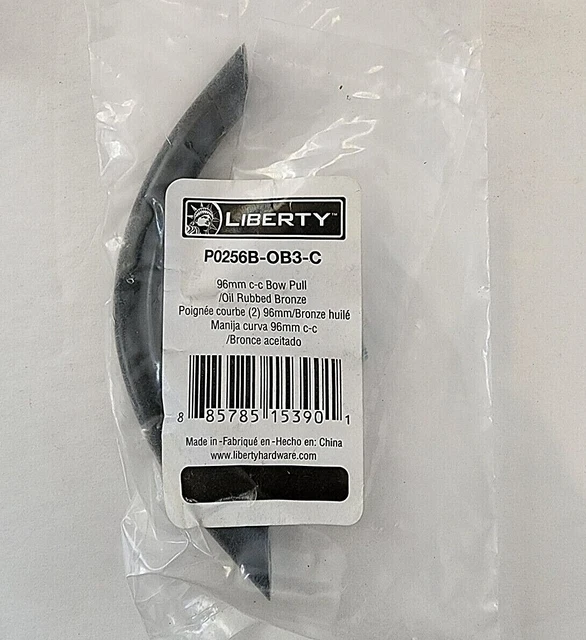 LIBERTY™
P0256B-OB3-C
96mm c-c Bow Pull
/Oil Rubbed Bronze
Poignée courbe (2) 96mm/Bronze huilé
Manija curva 96mm c-c
/Bronce aceitado
8 85785 15390 1
Made in -Fabriqué en -Hecho en: China
www.libertyhardware.com